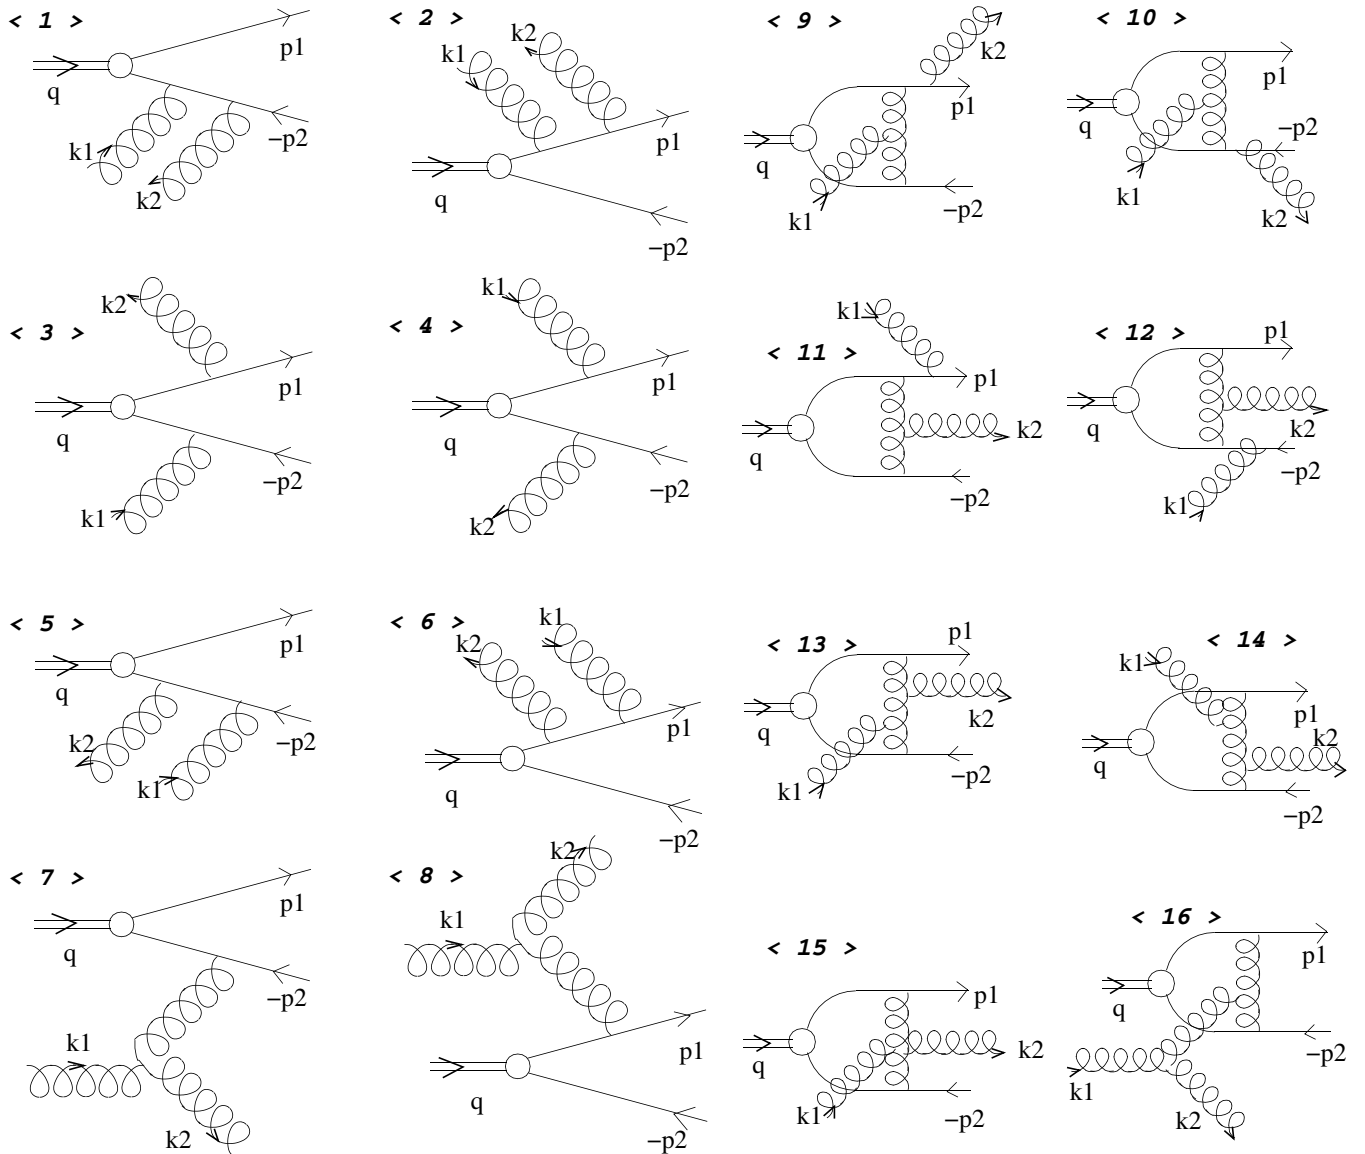 < 1 >
p1
q
k1
k2
−p2
< 2 >
k1
k2
p1
q
−p2
< 9 >
k2
p1
q
k1
−p2
< 10 >
p1
q
−p2
k1
k2
< 3 >
k2
p1
q
−p2
k1
< 4 >
k1
p1
q
−p2
k2
< 11 >
k1
p1
q
k2
−p2
< 12 >
p1
q
k2
−p2
k1
< 5 >
p1
q
k2
k1
−p2
< 6 >
k2
k1
p1
q
−p2
< 13 >
p1
q
k2
k1
−p2
< 14 >
k1
p1
k2
q
−p2
< 7 >
p1
q
−p2
k1
k2
< 8 >
k2
k1
p1
q
−p2
< 15 >
p1
q
k2
k1
−p2
< 16 >
p1
q
−p2
k1
k2